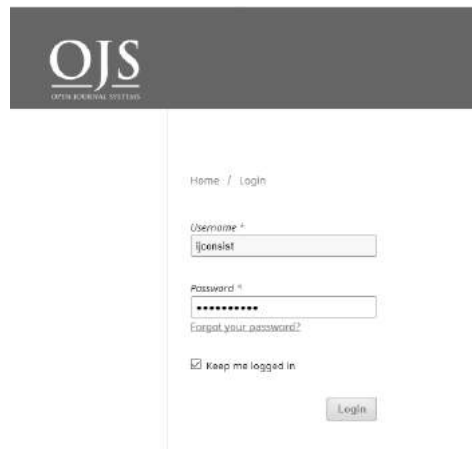 OJS
OPEN JOURNAL SYSTEMS
Home / Login
Username *
ijconsist
Password *
••••••••••
Forgot your password?
Keep me logged in
Login